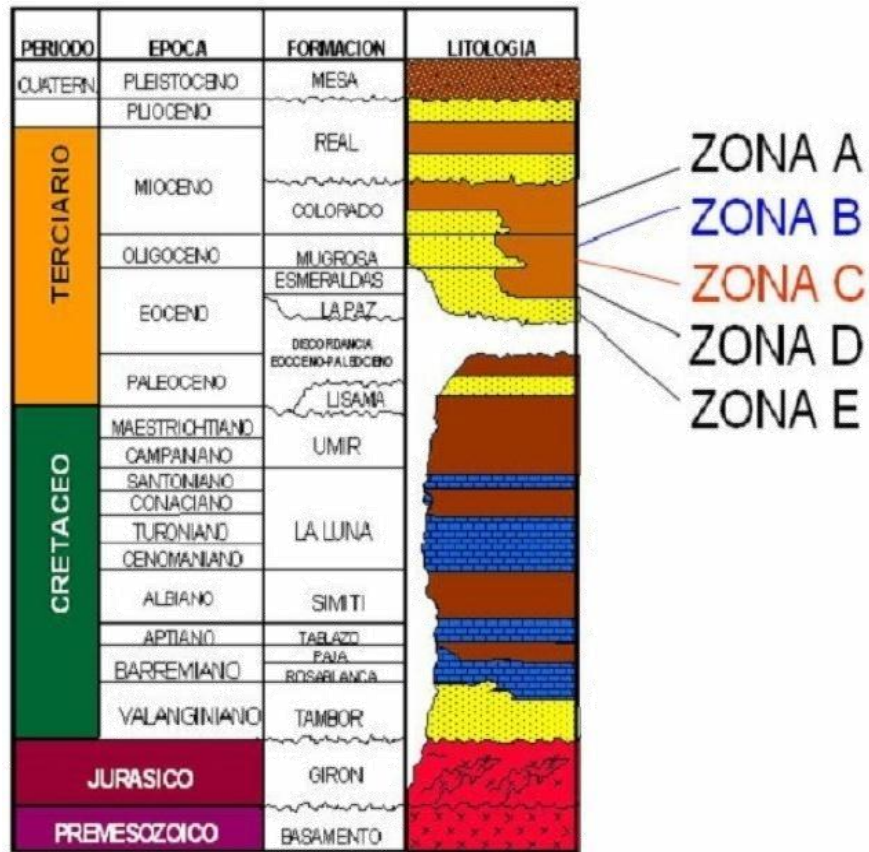 PERIODO EPOCA FORMACION LITOLOGIA
CUATERN. PLEISTOCENO MESA
PLIOCENO
REAL
TERCIARIO
MIOCENO
COLORADO
OLIGOCENO MUGROSA
ESMERALDAS
EOCENO
LA PAZ
DISCORDANCIA
EOCCENO-PALEOCENO
PALEOCENO
LISAMA
CRETACEO
MAESTRICHTIANO
UMIR
CAMPANIANO
SANTONIANO
CONACIANO
TURONIANO
LA LUNA
CENOMANIANO
ALBIANO SIMITI
APTIANO TABLAZO
PAJA
BARREMIANO
ROSABLANCA
VALANGINIANO TAMBOR
JURASICO GIRON
PREMESOZOICO BASAMENTO
ZONA A
ZONA B
ZONA C
ZONA D
ZONA E